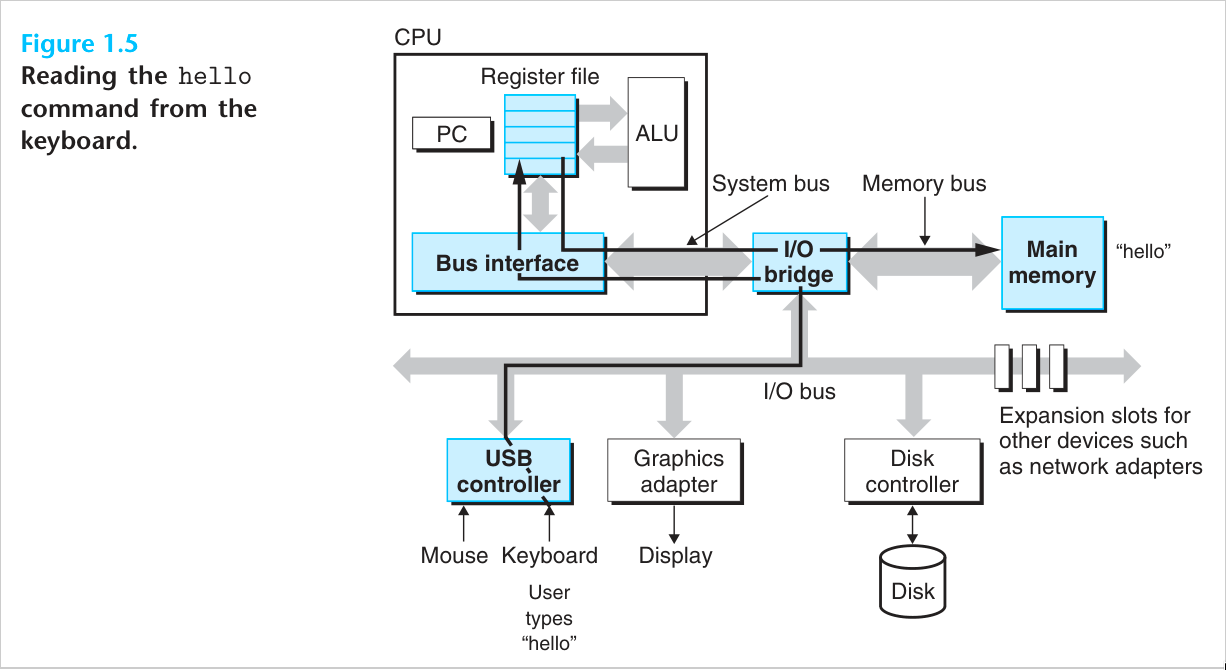 Figure 1.5
Reading the hello
command from the
keyboard.
CPU
Register file
PC
ALU
System bus
Memory bus
Bus interface
I/O
bridge
Main
memory
“hello”
I/O bus
Expansion slots for
other devices such
as network adapters
USB
controller
Graphics
adapter
Disk
controller
Mouse
Keyboard
Display
Disk
User
types
“hello”